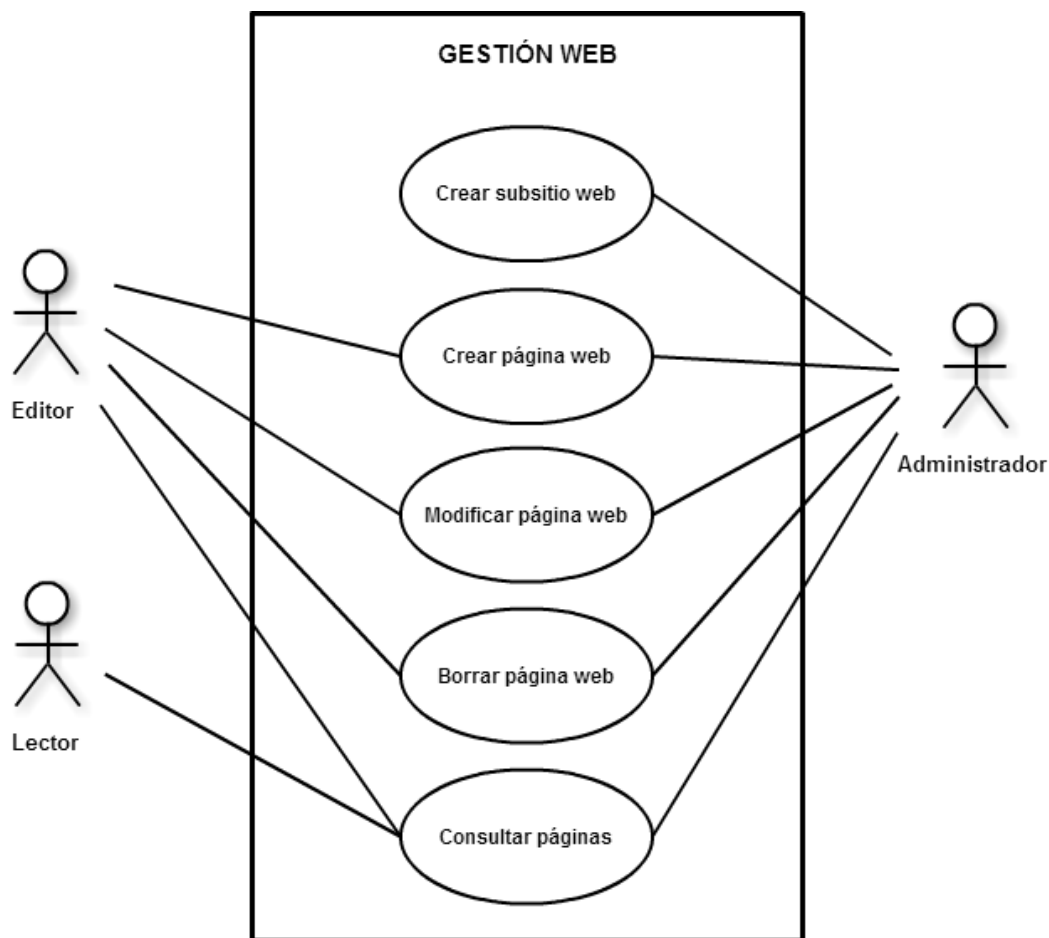 GESTIÓN WEB
Crear subsitio web
Crear página web
Editor
Administrador
Modificar página web
Borrar página web
Lector
Consultar páginas